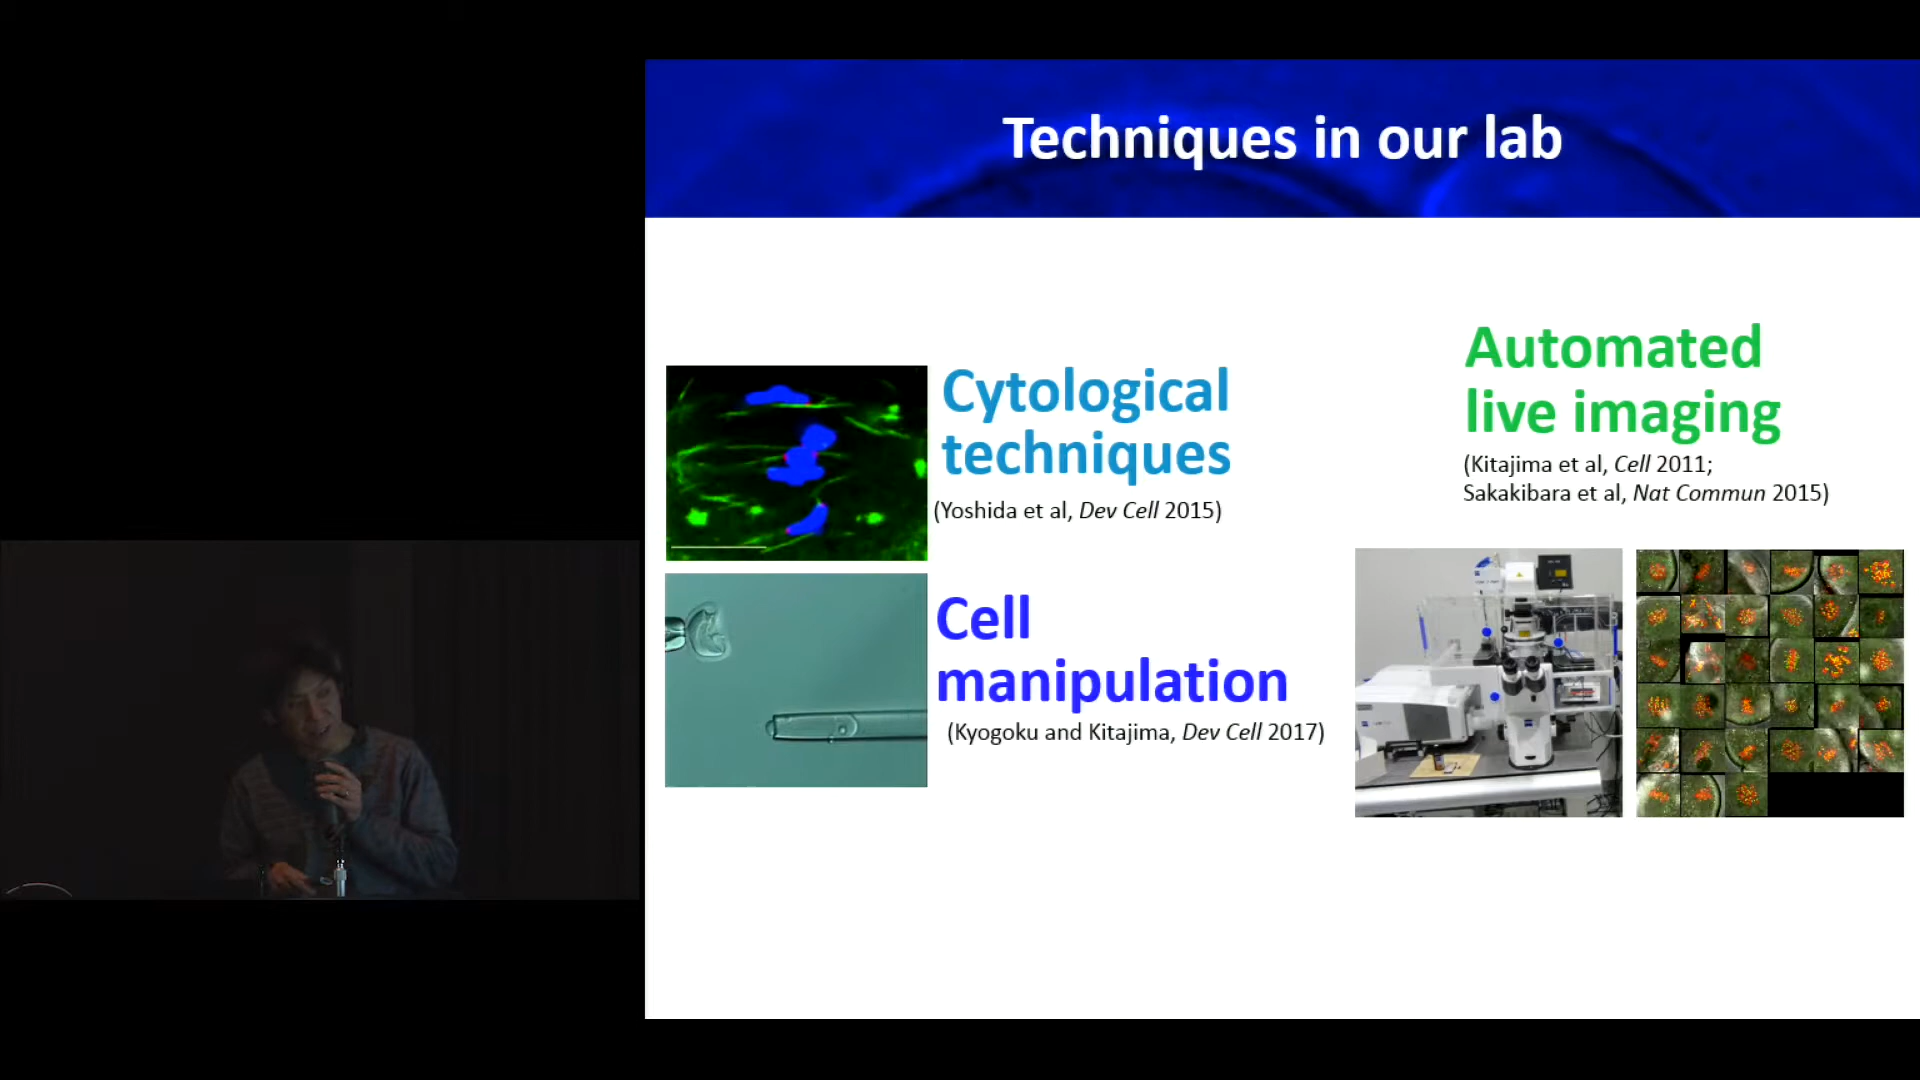 Techniques in our lab
Cytological
techniques
(Yoshida et al, Dev Cell 2015)
Cell
manipulation
(Kyogoku and Kitajima, Dev Cell 2017)
Automated
live imaging
(Kitajima et al, Cell 2011;
Sakakibara et al, Nat Commun 2015)